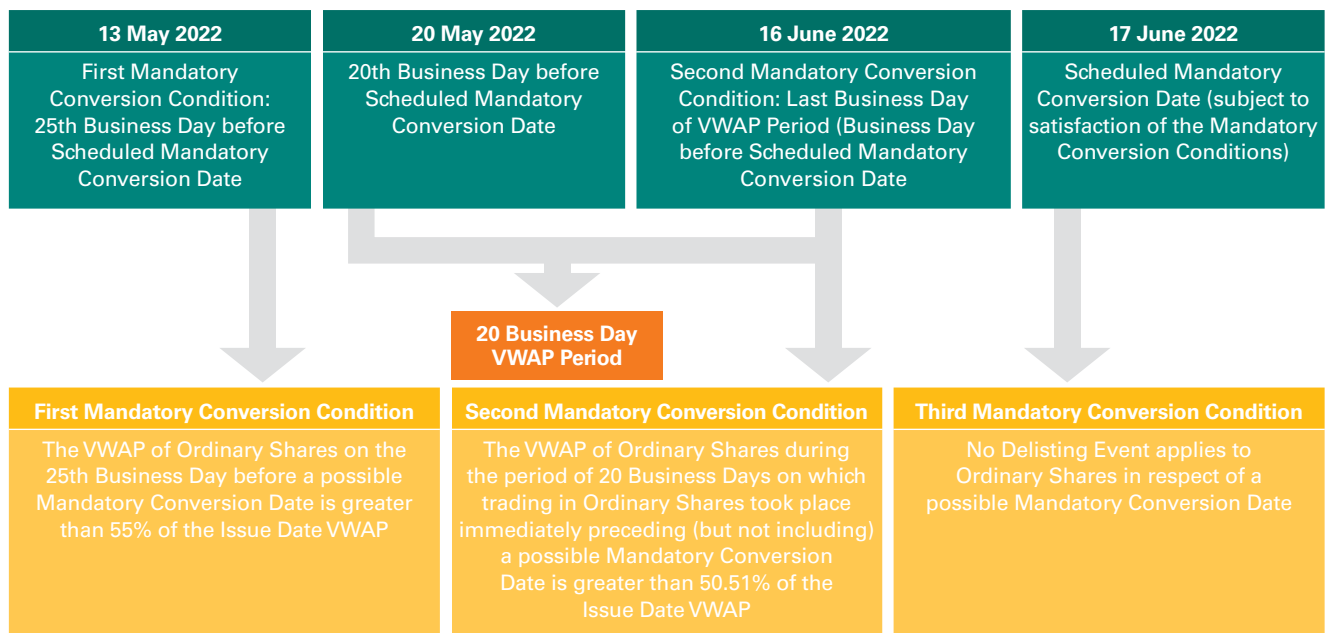 13 May 2022
First Mandatory
Conversion Condition:
25th Business Day before
Scheduled Mandatory
Conversion Date
20 May 2022
20th Business Day before
Scheduled Mandatory
Conversion Date
16 June 2022
Second Mandatory Conversion
Condition: Last Business Day
of VWAP Period (Business Day
before Scheduled Mandatory
Conversion Date
17 June 2022
Scheduled Mandatory
Conversion Date (subject to
satisfaction of the Mandatory
Conversion Conditions)
20 Business Day
VWAP Period
First Mandatory Conversion Condition
The VWAP of Ordinary Shares on the
25th Business Day before a possible
Mandatory Conversion Date is greater
than 55% of the Issue Date VWAP
Second Mandatory Conversion Condition
The VWAP of Ordinary Shares during
the period of 20 Business Days on which
trading in Ordinary Shares took place
immediately preceding (but not including)
a possible Mandatory Conversion
Date is greater than 50.51% of the
Issue Date VWAP
Third Mandatory Conversion Condition
No Delisting Event applies to
Ordinary Shares in respect of a
possible Mandatory Conversion Date